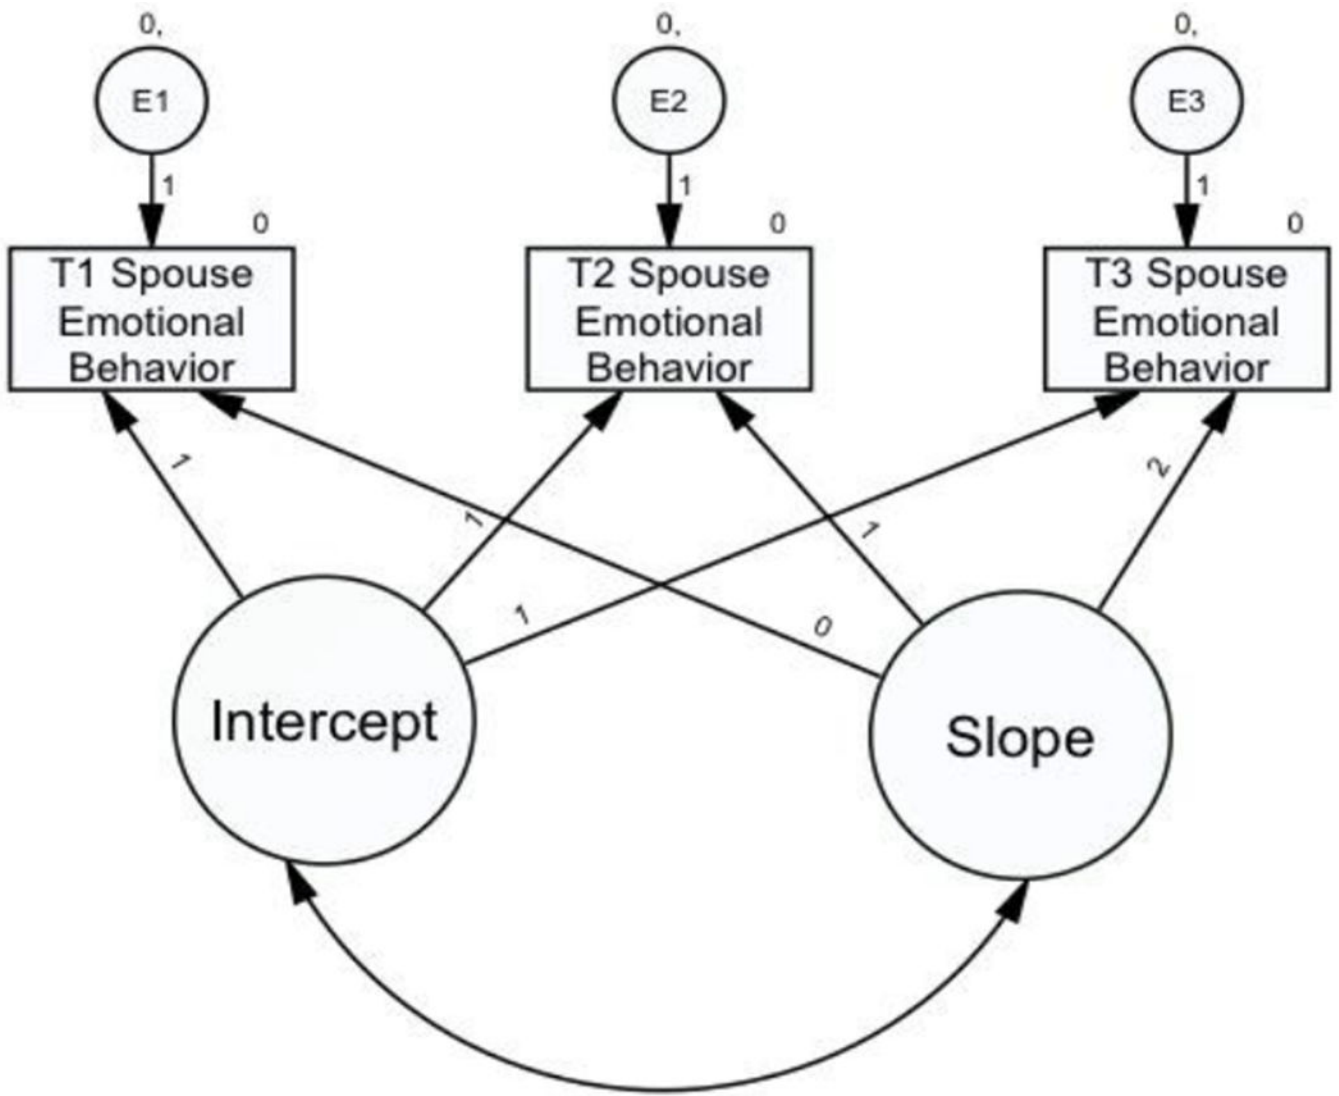 0,
0,
0,
E1
E2
E3
1
1
1
0
0
0
T1 Spouse
Emotional
Behavior
T2 Spouse
Emotional
Behavior
T3 Spouse
Emotional
Behavior
1
1
1
0
1
2
Intercept
Slope